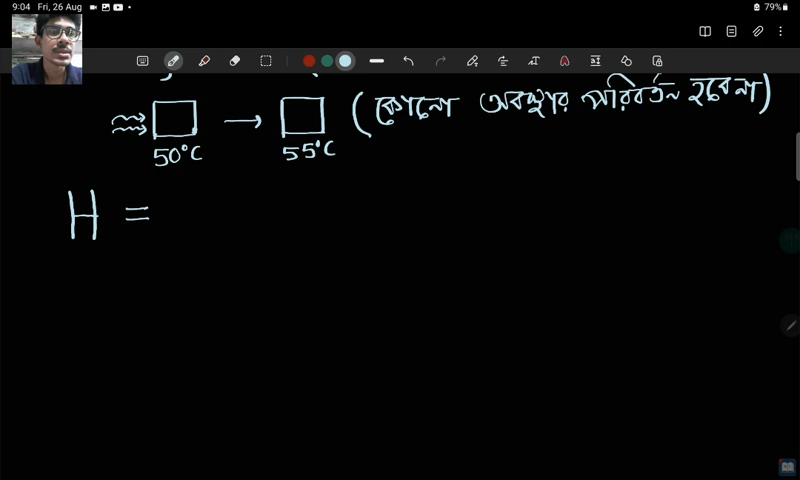 9:04 Fri, 26 Aug 79%
50°C → 55°C (কোনো অবস্থার পরিবর্তন হবেনা)
H =